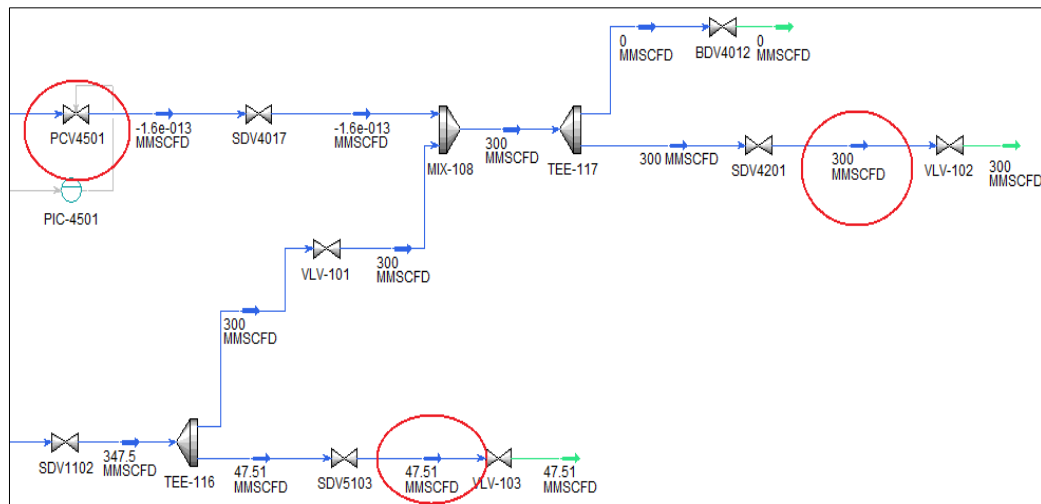 0
MMSCFD
BDV4012
0
MMSCFD
PCV4501
-1.6e-013
MMSCFD
SDV4017
-1.6e-013
MMSCFD
MIX-108
300
MMSCFD
TEE-117
300 MMSCFD
SDV4201
300
MMSCFD
VLV-102
300
MMSCFD
PIC-4501
VLV-101
300
MMSCFD
300
MMSCFD
SDV1102
347.5
MMSCFD
TEE-116
47.51
MMSCFD
SDV5103
47.51
MMSCFD
VLV-103
47.51
MMSCFD